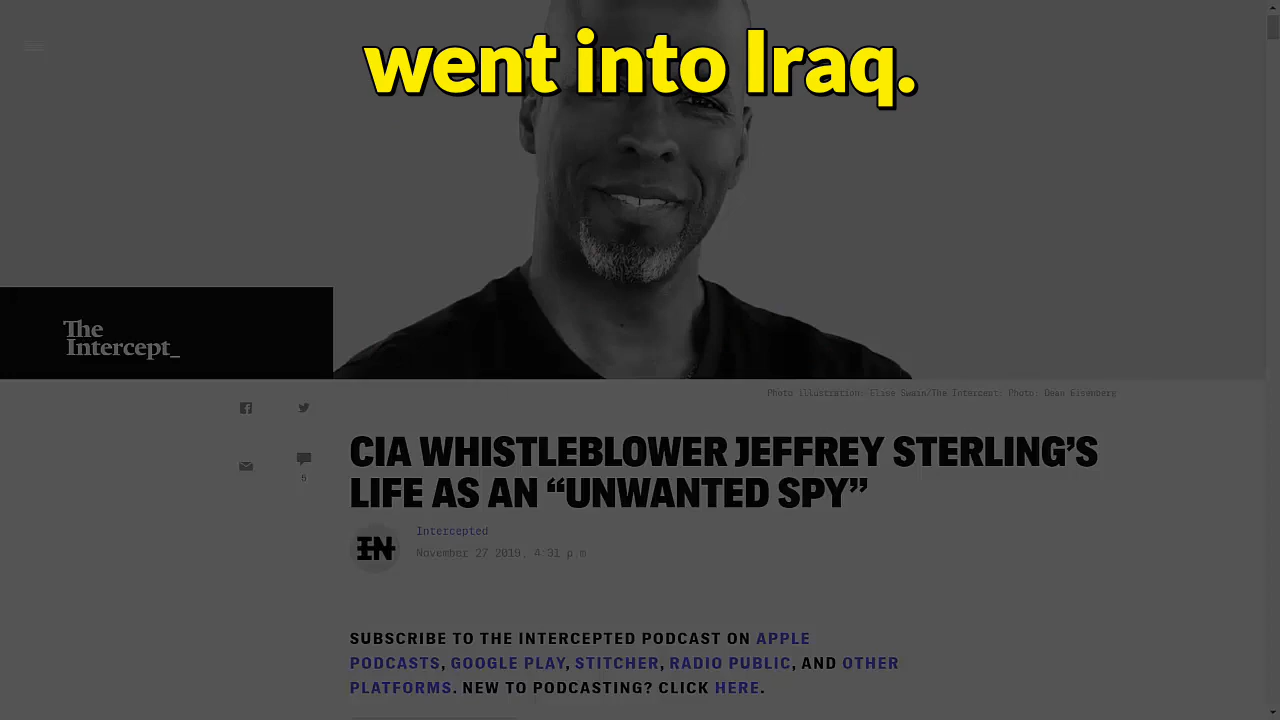 went into Iraq.
The
Intercept_
Photo illustration: Elise Swain/The Intercept; Photo: Dean Eisenberg
6
CIA WHISTLEBLOWER JEFFREY STERLING’S
LIFE AS AN “UNWANTED SPY”
IN
Intercepted
November 27 2019, 4:31 p.m
SUBSCRIBE TO THE INTERCEPTED PODCAST ON APPLE
PODCASTS, GOOGLE PLAY, STITCHER, RADIO PUBLIC, AND OTHER
PLATFORMS. NEW TO PODCASTING? CLICK HERE.